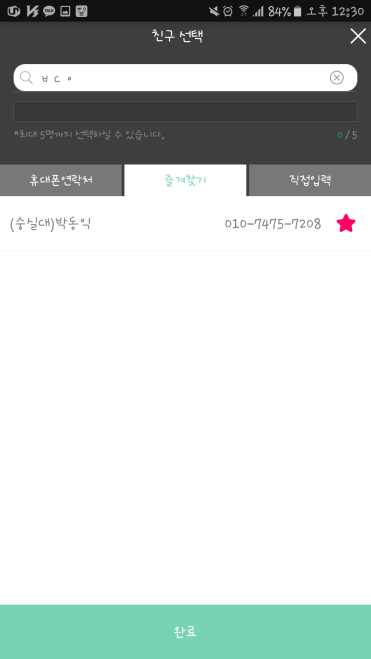 84% 오후 12:30
친구 선택
ㅂㄷㅇ
*최대 5명까지 선택하실 수 있습니다.
0/5
휴대폰연락처 즐겨찾기 직접입력
(숭실대)박동익 010-7475-7208
완료